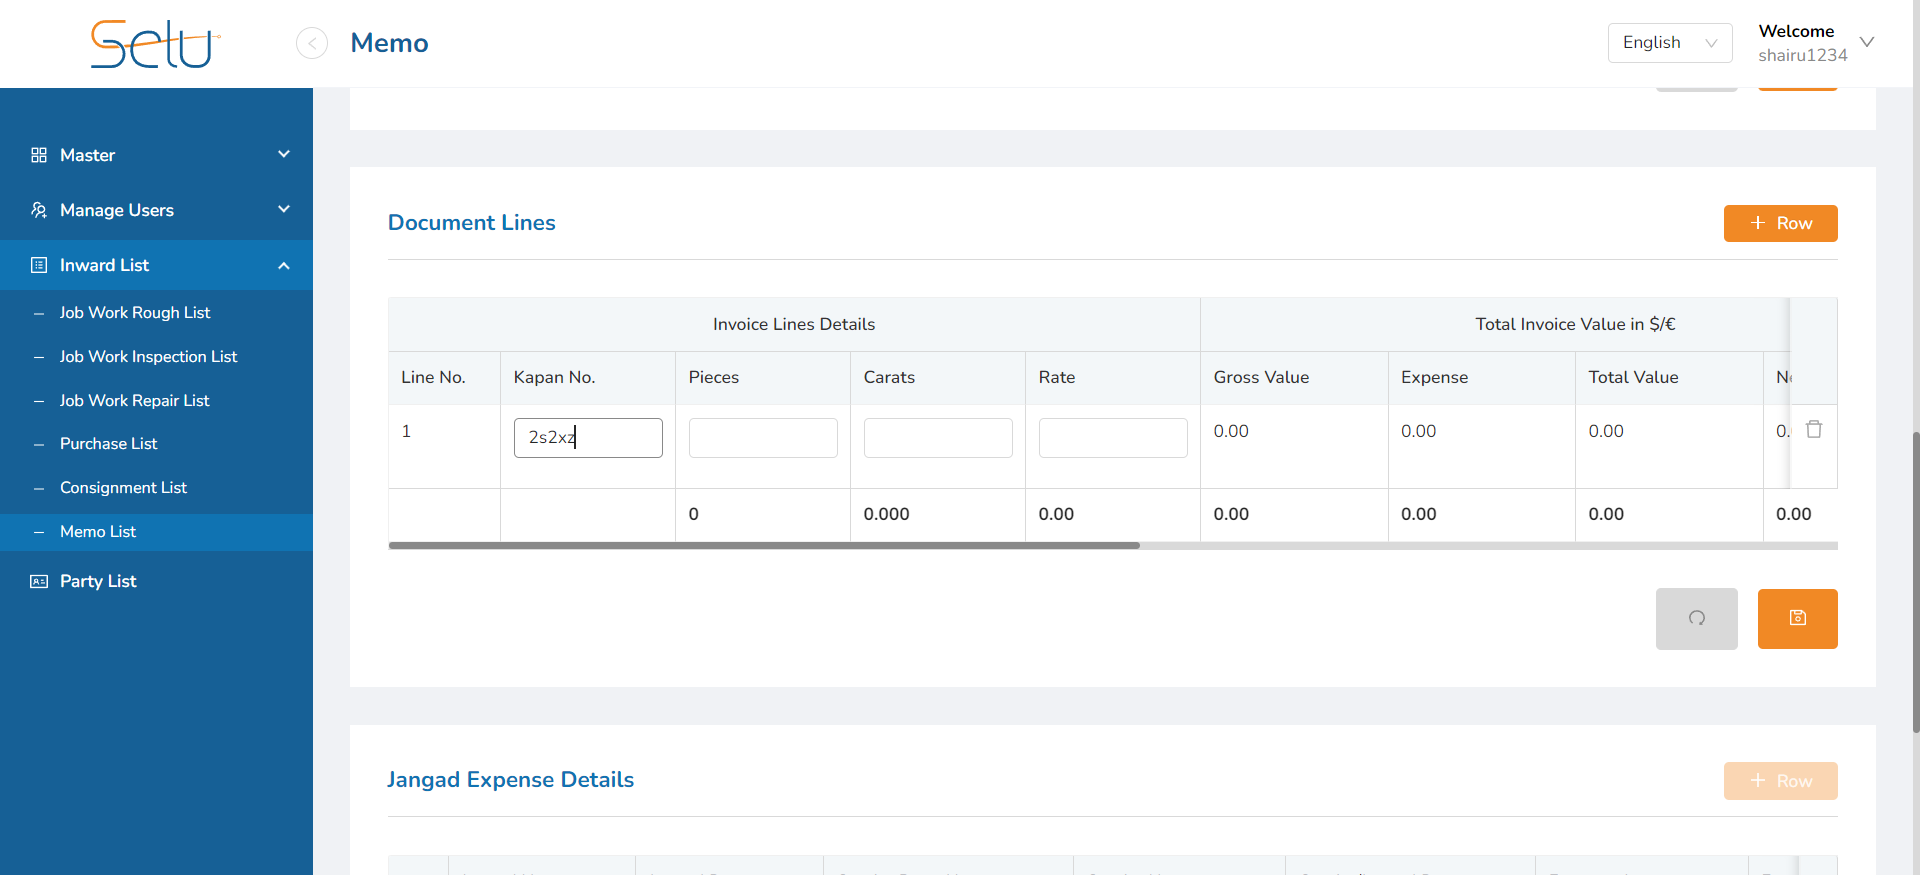 Selu
Memo
English
Welcome
shairu1234
Master
Manage Users
Inward List
Job Work Rough List
Job Work Inspection List
Job Work Repair List
Purchase List
Consignment List
Memo List
Party List
Document Lines
+ Row
Invoice Lines Details
Total Invoice Value in $/€
Line No.
Kapan No.
Pieces
Carats
Rate
Gross Value
Expense
Total Value
1
2s2xz
0.00
0.00
0.00
0
0.000
0.00
0.00
0.00
0.00
0.00
Jangad Expense Details
+ Row